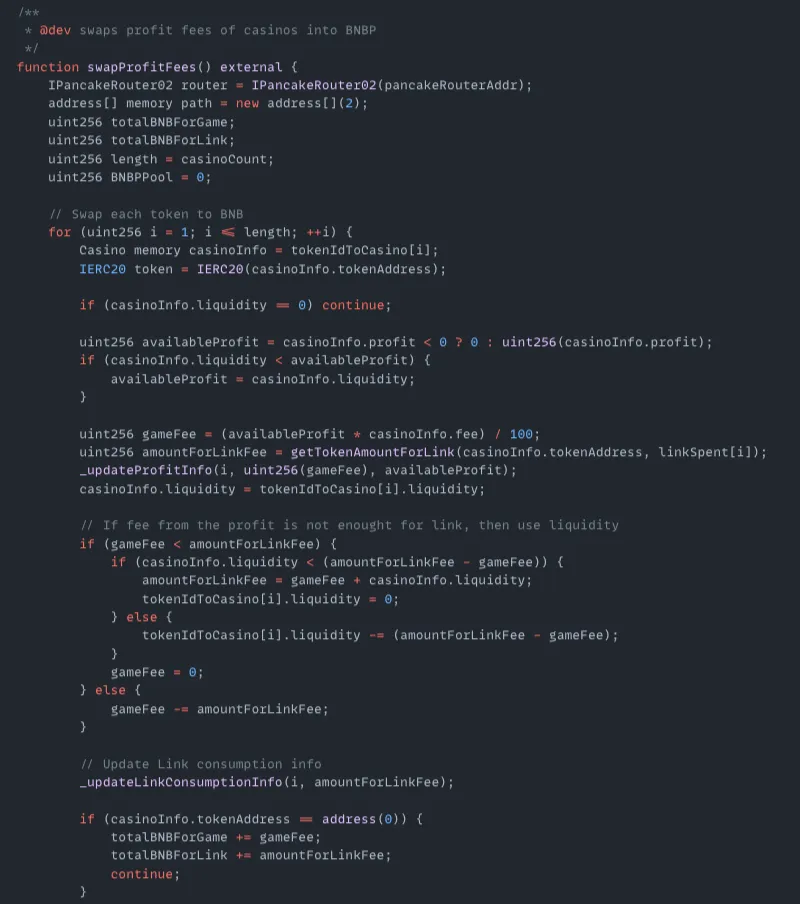 /**
 * @dev swaps profit fees of casinos into BNBP
 */
function swapProfitFees() external {
    IPancakeRouter02 router = IPancakeRouter02(pancakeRouterAddr);
    address[] memory path = new address[](2);
    uint256 totalBNBForGame;
    uint256 totalBNBForLink;
    uint256 length = casinoCount;
    uint256 BNBPPool = 0;

    // Swap each token to BNB
    for (uint256 i = 1; i <= length; ++i) {
        Casino memory casinoInfo = tokenIdToCasino[i];
        IERC20 token = IERC20(casinoInfo.tokenAddress);

        if (casinoInfo.liquidity == 0) continue;

        uint256 availableProfit = casinoInfo.profit < 0 ? 0 : uint256(casinoInfo.profit);
        if (casinoInfo.liquidity < availableProfit) {
            availableProfit = casinoInfo.liquidity;
        }

        uint256 gameFee = (availableProfit * casinoInfo.fee) / 100;
        uint256 amountForLinkFee = getTokenAmountForLink(casinoInfo.tokenAddress, linkSpent[i]);
        _updateProfitInfo(i, uint256(gameFee), availableProfit);
        casinoInfo.liquidity = tokenIdToCasino[i].liquidity;

        // If fee from the profit is not enought for link, then use liquidity
        if (gameFee < amountForLinkFee) {
            if (casinoInfo.liquidity < (amountForLinkFee - gameFee)) {
                amountForLinkFee = gameFee + casinoInfo.liquidity;
                tokenIdToCasino[i].liquidity = 0;
            } else {
                tokenIdToCasino[i].liquidity -= (amountForLinkFee - gameFee);
            }
            gameFee = 0;
        } else {
            gameFee -= amountForLinkFee;
        }

        // Update Link consumption info
        _updateLinkConsumptionInfo(i, amountForLinkFee);

        if (casinoInfo.tokenAddress == address(0)) {
            totalBNBForGame += gameFee;
            totalBNBForLink += amountForLinkFee;
            continue;
        }